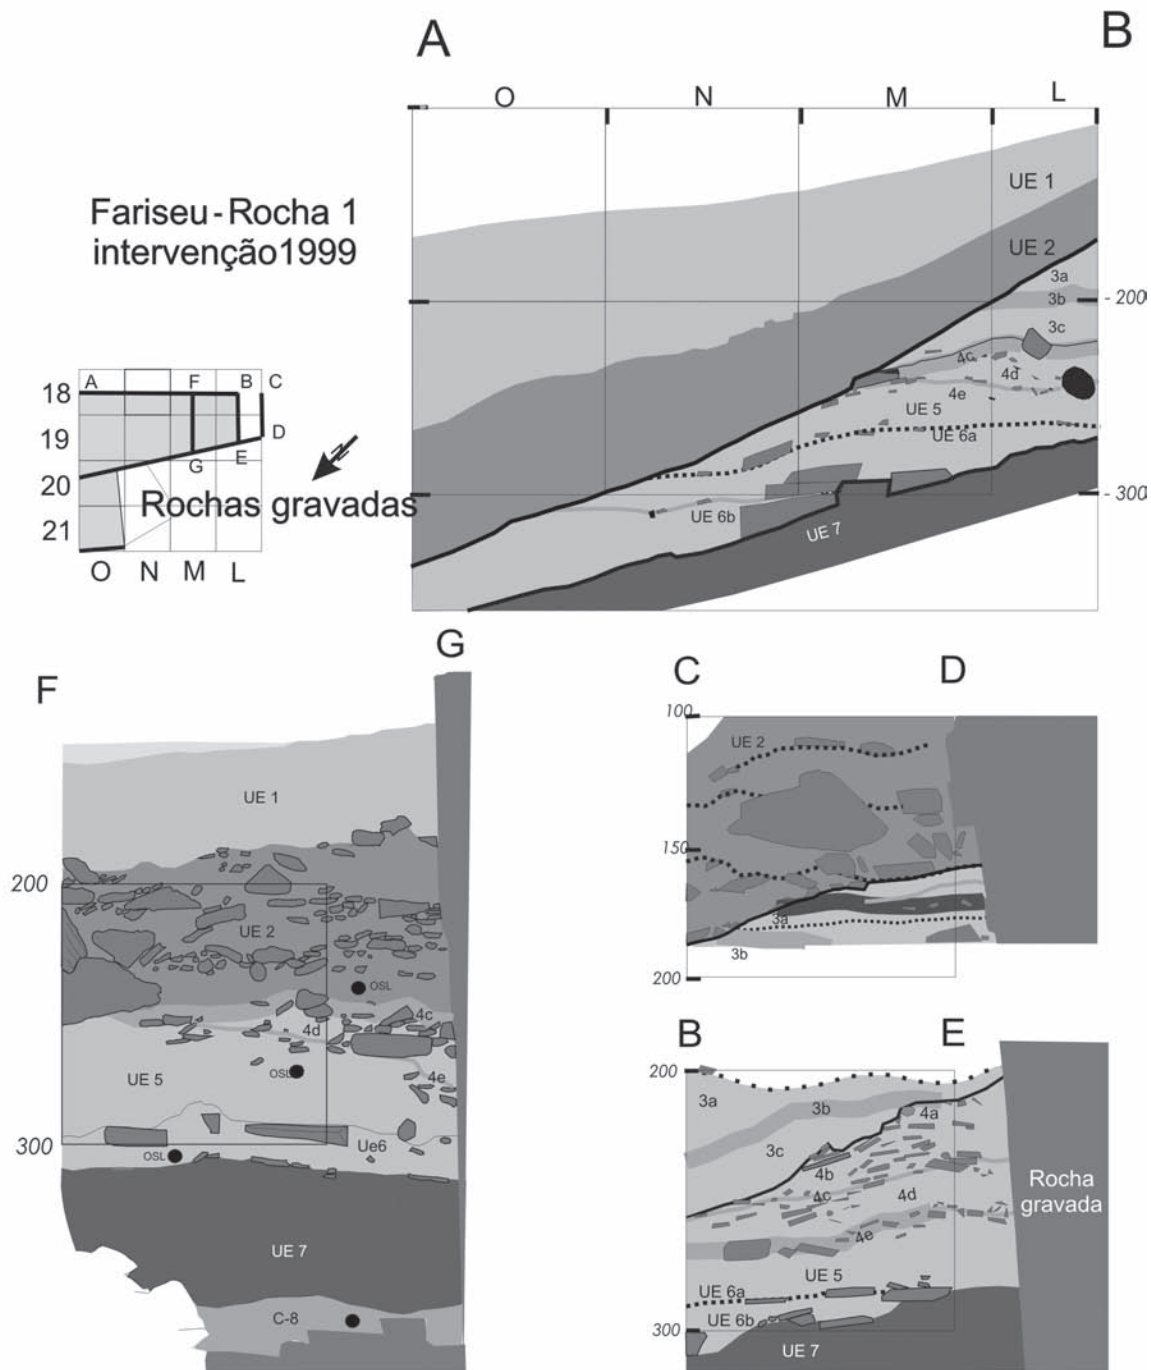 A B
O N M L
UE 1
Fariseu - Rocha 1
intervenção1999
UE 2
3a
3b
- 200
3c
4c
4d
4e
UE 5
UE 6a
- 300
UE 6b
UE 7
A F B C
18
19
D
G E
20
Rochas gravadas
21
O N M L
F G
UE 1
200
UE 2
OSL
4c
4d
OSL
UE 5
4e
300
Ue6
OSL
UE 7
C-8
C D
100
UE 2
150
3a
3b
200
B E
200
3a
3b
4a
3c
4b
4c
4d
4e
Rocha
gravada
UE 5
UE 6a
UE 6b
300
UE 7